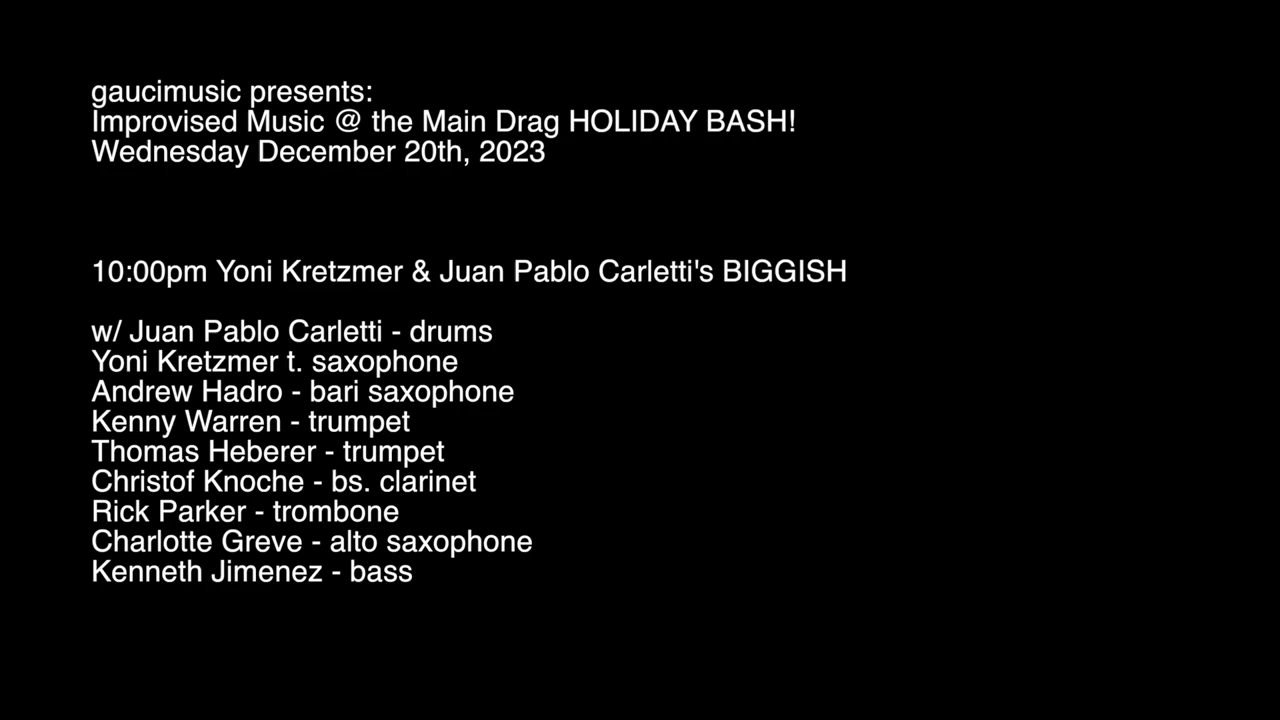 gaucimusic presents:
Improvised Music @ the Main Drag HOLIDAY BASH!
Wednesday December 20th, 2023
10:00pm Yoni Kretzmer & Juan Pablo Carletti's BIGGISH
w/ Juan Pablo Carletti - drums
Yoni Kretzmer t. saxophone
Andrew Hadro - bari saxophone
Kenny Warren - trumpet
Thomas Heberer - trumpet
Christof Knoche - bs. clarinet
Rick Parker - trombone
Charlotte Greve - alto saxophone
Kenneth Jimenez - bass